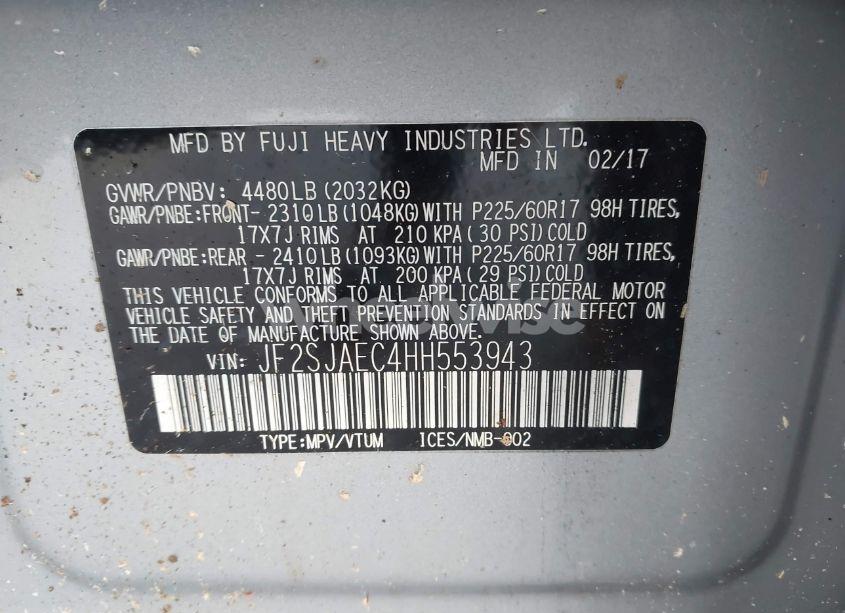 MFD BY FUJI HEAVY INDUSTRIES LTD.
MFD IN 02/17
GVWR/PNBV: 4480LB (2032KG)
GAWR/PNBE:FRONT- 2310LB (1048KG) WITH P225/60R17 98H TIRES,
17X7J RIMS AT 210 KPA (30 PSI) COLD
GAWR/PNBE:REAR - 2410LB (1093KG) WITH P225/60R17 98H TIRES,
17X7J RIMS AT 200 KPA (29 PSI) COLD
THIS VEHICLE CONFORMS TO ALL APPLICABLE FEDERAL MOTOR
VEHICLE SAFETY AND THEFT PREVENTION STANDARDS IN EFFECT ON
THE DATE OF MANUFACTURE SHOWN ABOVE.
VIN: JF2SJAEC4HH553943
TYPE:MPV/VTUM ICES/NMB-002